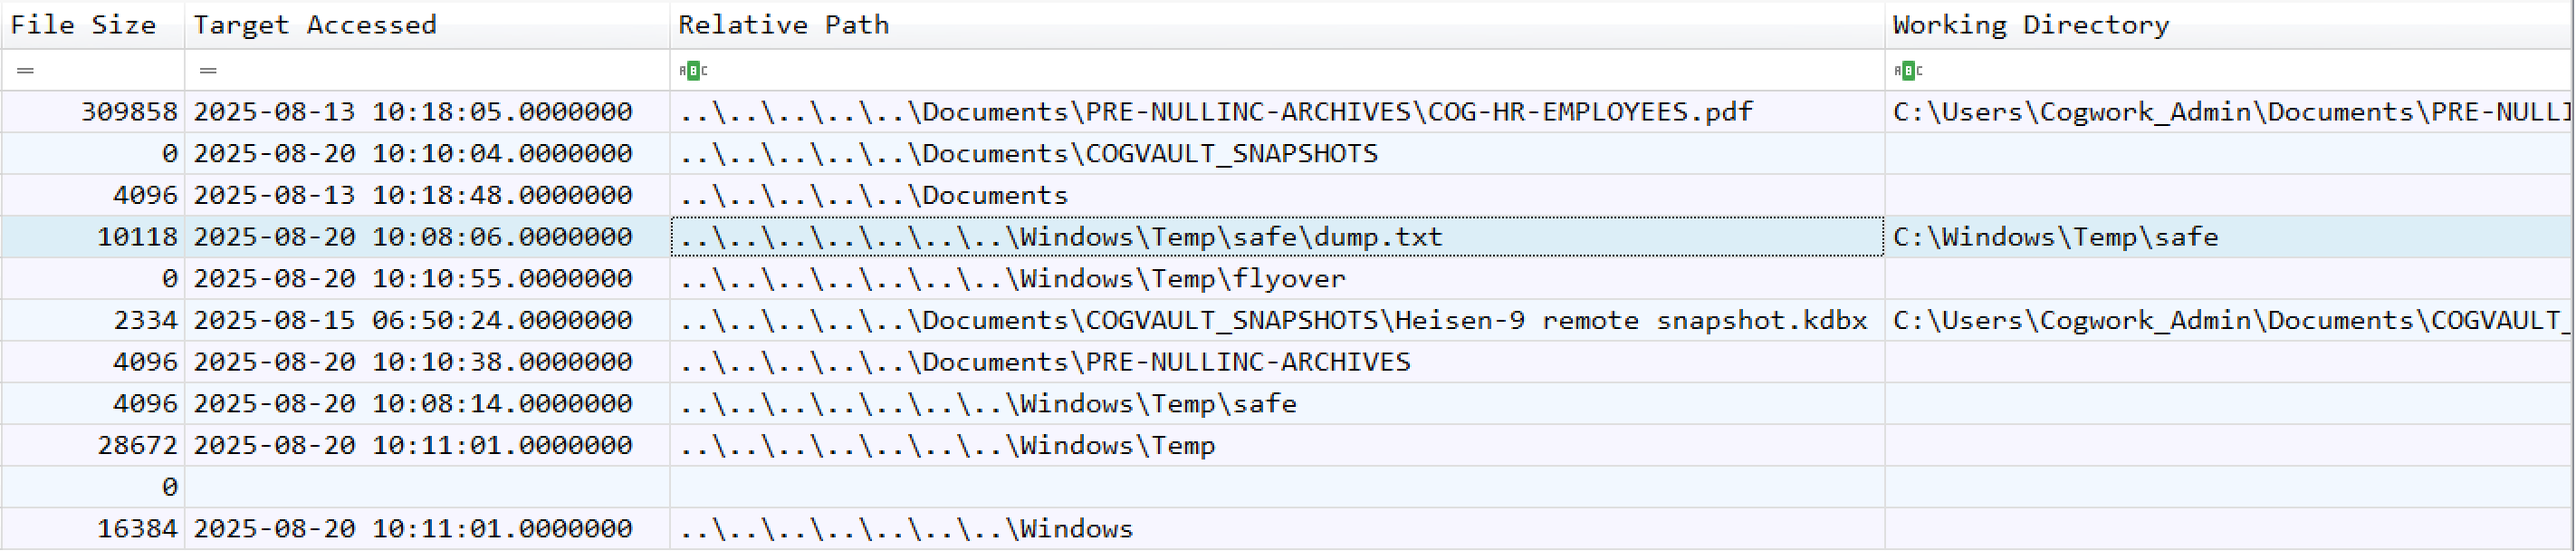 File Size Target Accessed Relative Path Working Directory
= = ABC ABC
309858 2025-08-13 10:18:05.0000000 ..\..\..\..\..\Documents\PRE-NULLINC-ARCHIVES\COG-HR-EMPLOYEES.pdf C:\Users\Cogwork_Admin\Documents\PRE-NULLI
0 2025-08-20 10:10:04.0000000 ..\..\..\..\..\Documents\COGVAULT_SNAPSHOTS
4096 2025-08-13 10:18:48.0000000 ..\..\..\..\..\Documents
10118 2025-08-20 10:08:06.0000000 ..\..\..\..\..\..\..\Windows\Temp\safe\dump.txt C:\Windows\Temp\safe
0 2025-08-20 10:10:55.0000000 ..\..\..\..\..\..\..\Windows\Temp\flyover
2334 2025-08-15 06:50:24.0000000 ..\..\..\..\..\Documents\COGVAULT_SNAPSHOTS\Heisen-9 remote snapshot.kdbx C:\Users\Cogwork_Admin\Documents\COGVAULT_
4096 2025-08-20 10:10:38.0000000 ..\..\..\..\..\Documents\PRE-NULLINC-ARCHIVES
4096 2025-08-20 10:08:14.0000000 ..\..\..\..\..\..\..\Windows\Temp\safe
28672 2025-08-20 10:11:01.0000000 ..\..\..\..\..\..\..\Windows\Temp
0
16384 2025-08-20 10:11:01.0000000 ..\..\..\..\..\..\..\Windows